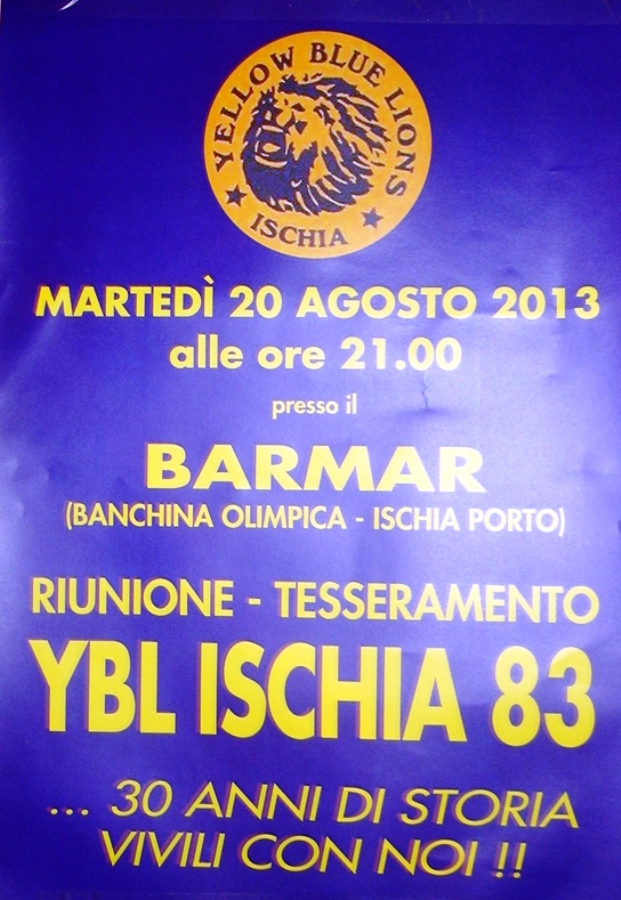 YELLOW BLUE LIONS
ISCHIA
MARTEDÌ 20 AGOSTO 2013
alle ore 21.00
presso il
BARMAR
(BANCHINA OLIMPICA - ISCHIA PORTO)
RIUNIONE - TESSERAMENTO
YBL ISCHIA 83
... 30 ANNI DI STORIA
VIVILI CON NOI !!